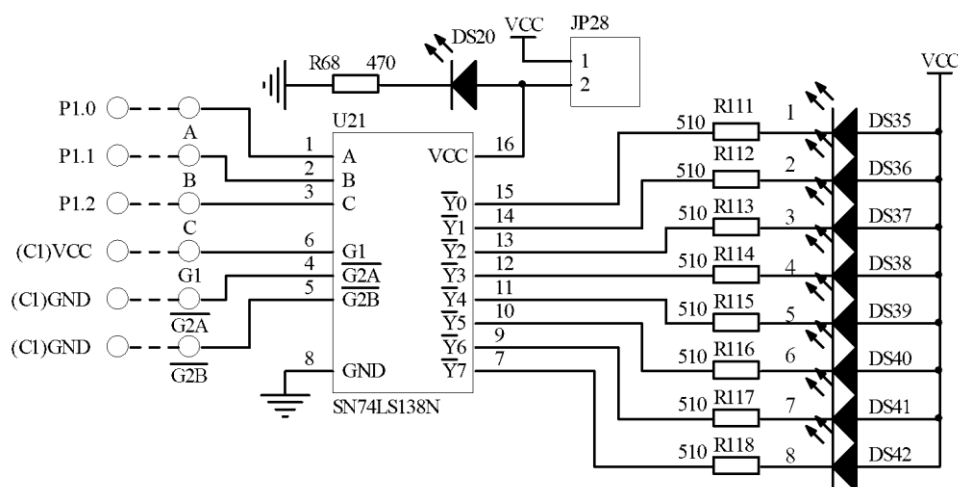 VCC JP28
DS20
R68 470
1
2
VCC
P1.0
A
P1.1
B
P1.2
C
(C1)VCC
G1
(C1)GND
G2A
(C1)GND
G2B
U21
1 A
2 B
3 C
6 G1
4 G2A
5 G2B
8 GND
VCC 16
Y0 15
Y1 14
Y2 13
Y3 12
Y4 11
Y5 10
Y6 9
Y7 7
SN74LS138N
510 R111 1 DS35
510 R112 2 DS36
510 R113 3 DS37
510 R114 4 DS38
510 R115 5 DS39
510 R116 6 DS40
510 R117 7 DS41
510 R118 8 DS42